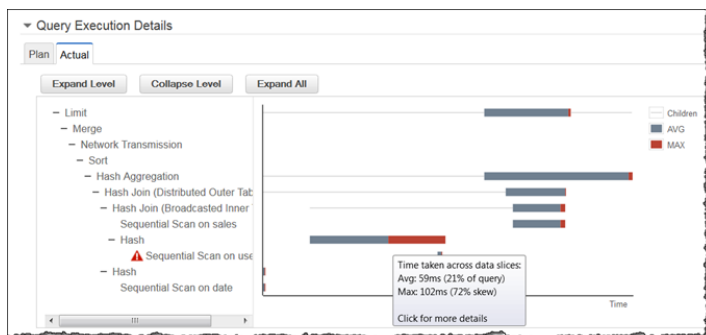 Query Execution Details
Plan Actual
Expand Level Collapse Level Expand All
– Limit
– Merge
– Network Transmission
– Sort
– Hash Aggregation
– Hash Join (Distributed Outer Tab
– Hash Join (Broadcasted Inner
Sequential Scan on sales
– Hash
Sequential Scan on use
– Hash
Sequential Scan on date
Children
AVG
MAX
Time taken across data slices:
Avg: 59ms (21% of query)
Max: 102ms (72% skew)
Click for more details
Time